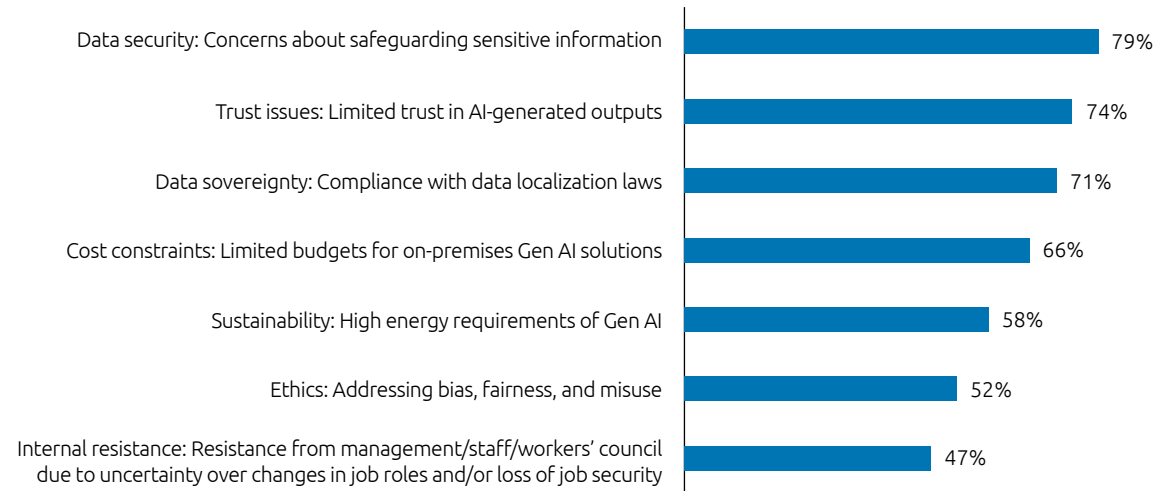 Data security: Concerns about safeguarding sensitive information 79%
Trust issues: Limited trust in AI-generated outputs 74%
Data sovereignty: Compliance with data localization laws 71%
Cost constraints: Limited budgets for on-premises Gen AI solutions 66%
Sustainability: High energy requirements of Gen AI 58%
Ethics: Addressing bias, fairness, and misuse 52%
Internal resistance: Resistance from management/staff/workers’ council
due to uncertainty over changes in job roles and/or loss of job security 47%